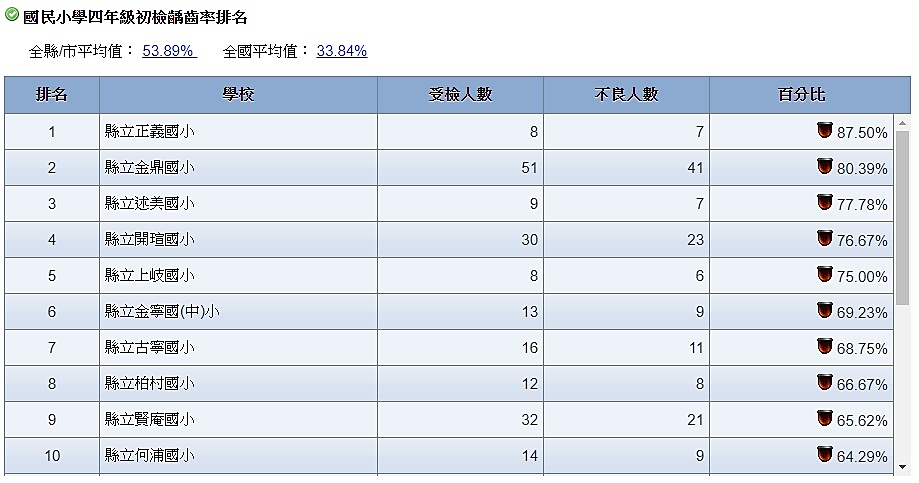 國民小學四年級初檢齲齒率排名
全縣/市平均值： 53.89% 全國平均值： 33.84%
排名 學校 受檢人數 不良人數 百分比
1 縣立正義國小 8 7 87.50%
2 縣立金鼎國小 51 41 80.39%
3 縣立述美國小 9 7 77.78%
4 縣立開瑄國小 30 23 76.67%
5 縣立上岐國小 8 6 75.00%
6 縣立金寧國(中)小 13 9 69.23%
7 縣立古寧國小 16 11 68.75%
8 縣立柏村國小 12 8 66.67%
9 縣立賢庵國小 32 21 65.62%
10 縣立何浦國小 14 9 64.29%